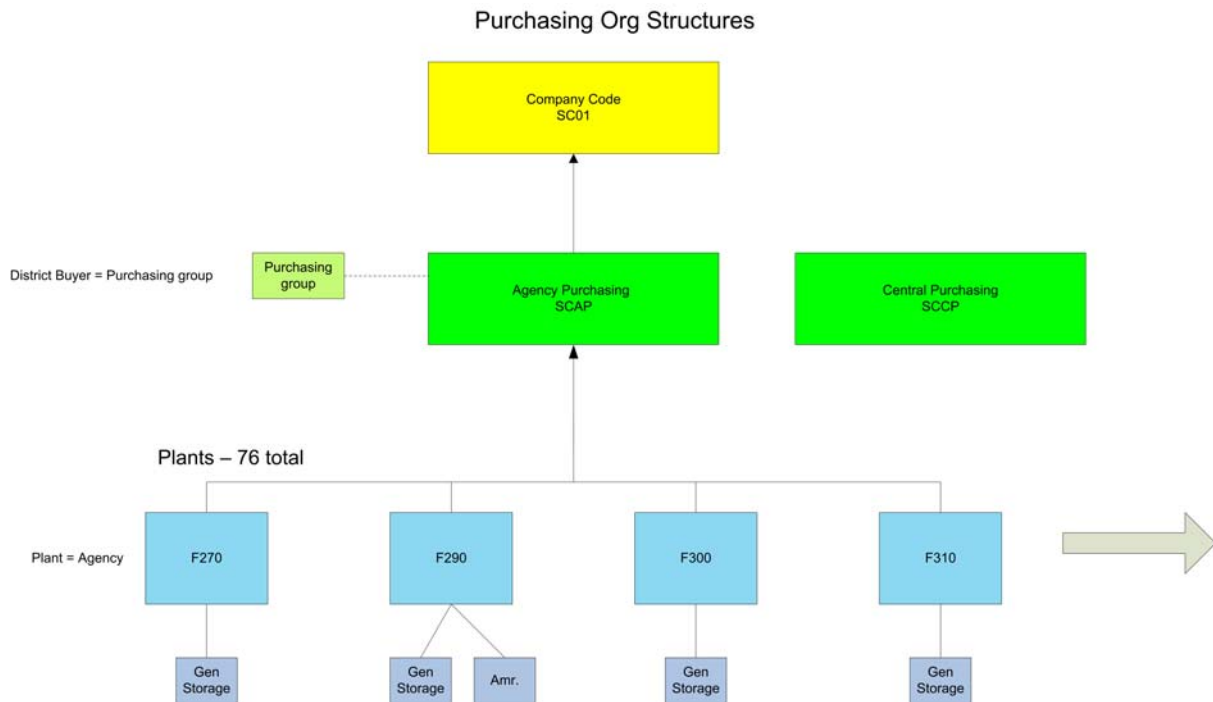 Purchasing Org Structures
Company Code
SC01
District Buyer = Purchasing group
Purchasing
group
Agency Purchasing
SCAP
Central Purchasing
SCCP
Plants – 76 total
Plant = Agency
F270
F290
F300
F310
Gen
Storage
Gen
Storage
Amr.
Gen
Storage
Gen
Storage